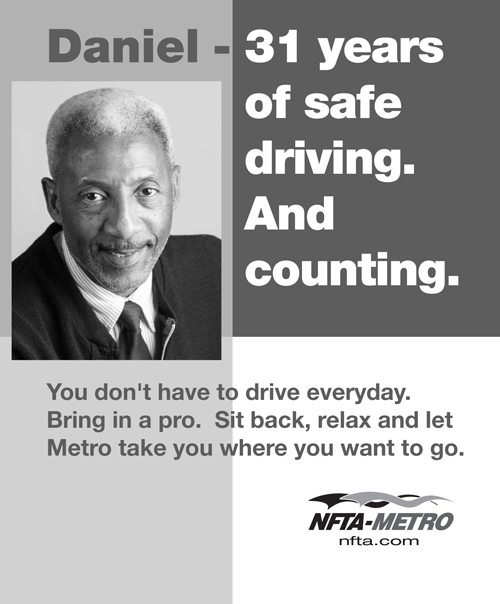 Daniel - 31 years
of safe
driving.
And
counting.
You don't have to drive everyday.
Bring in a pro.  Sit back, relax and let
Metro take you where you want to go.
NFTA-METRO
nfta.com